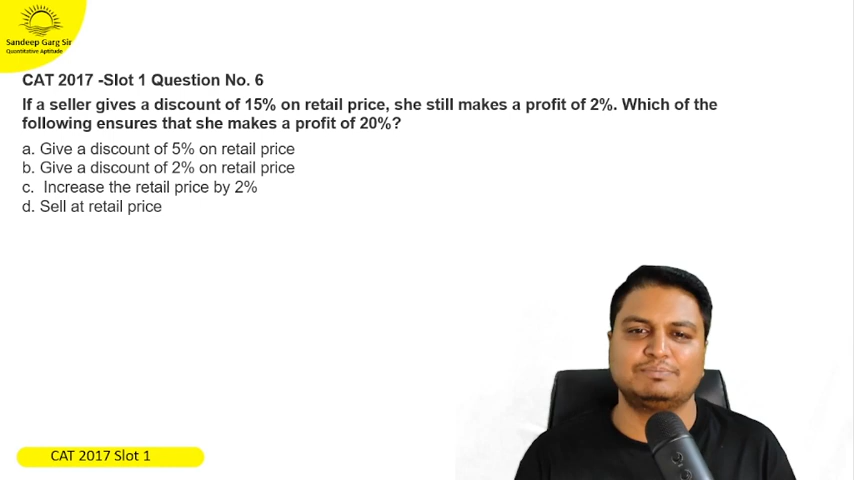 Sandeep Garg Sir
Quantitative Aptitude
CAT 2017 -Slot 1 Question No. 6
If a seller gives a discount of 15% on retail price, she still makes a profit of 2%. Which of the
following ensures that she makes a profit of 20%?
a. Give a discount of 5% on retail price
b. Give a discount of 2% on retail price
c. Increase the retail price by 2%
d. Sell at retail price
CAT 2017 Slot 1